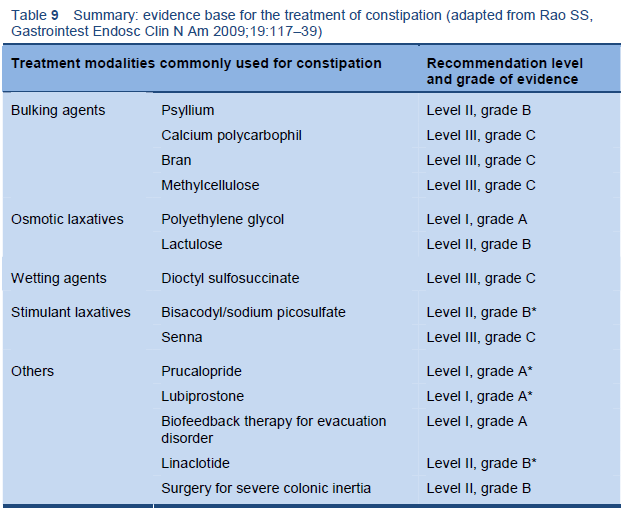 Table 9 Summary: evidence base for the treatment of constipation (adapted from Rao SS,
Gastrointest Endosc Clin N Am 2009;19:117–39)
Treatment modalities commonly used for constipation Recommendation level
and grade of evidence
Bulking agents Psyllium Level II, grade B
Calcium polycarbophil Level III, grade C
Bran Level III, grade C
Methylcellulose Level III, grade C
Osmotic laxatives Polyethylene glycol Level I, grade A
Lactulose Level II, grade B
Wetting agents Dioctyl sulfosuccinate Level III, grade C
Stimulant laxatives Bisacodyl/sodium picosulfate Level II, grade B*
Senna Level III, grade C
Others Prucalopride Level I, grade A*
Lubiprostone Level I, grade A*
Biofeedback therapy for evacuation Level I, grade A
disorder
Linaclotide Level II, grade B*
Surgery for severe colonic inertia Level II, grade B